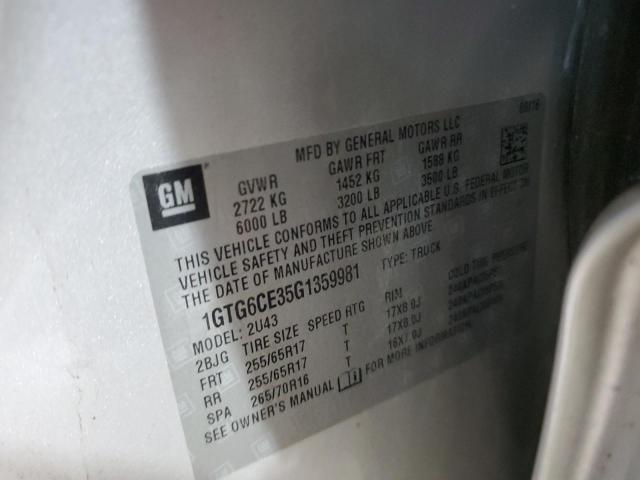 GM
MFD BY GENERAL MOTORS LLC
GVWR GAWR FRT GAWR RR
2722 KG 1452 KG 1588 KG
6000 LB 3200 LB 3500 LB
THIS VEHICLE CONFORMS TO ALL APPLICABLE U.S. FEDERAL MOTOR
VEHICLE SAFETY AND THEFT PREVENTION STANDARDS IN EFFECT ON
THE DATE OF MANUFACTURE SHOWN ABOVE.
1GTG6CE35G1359981 TYPE: TRUCK
MODEL: 2U43
2BJG TIRE SIZE SPEED RTG RIM COLD TIRE PRESSURE
FRT 255/65R17 T 17X8.0J
RR 255/65R17 T 17X8.0J
SPA 265/70R16 T 16X7.0J
SEE OWNER'S MANUAL FOR MORE INFORMATION